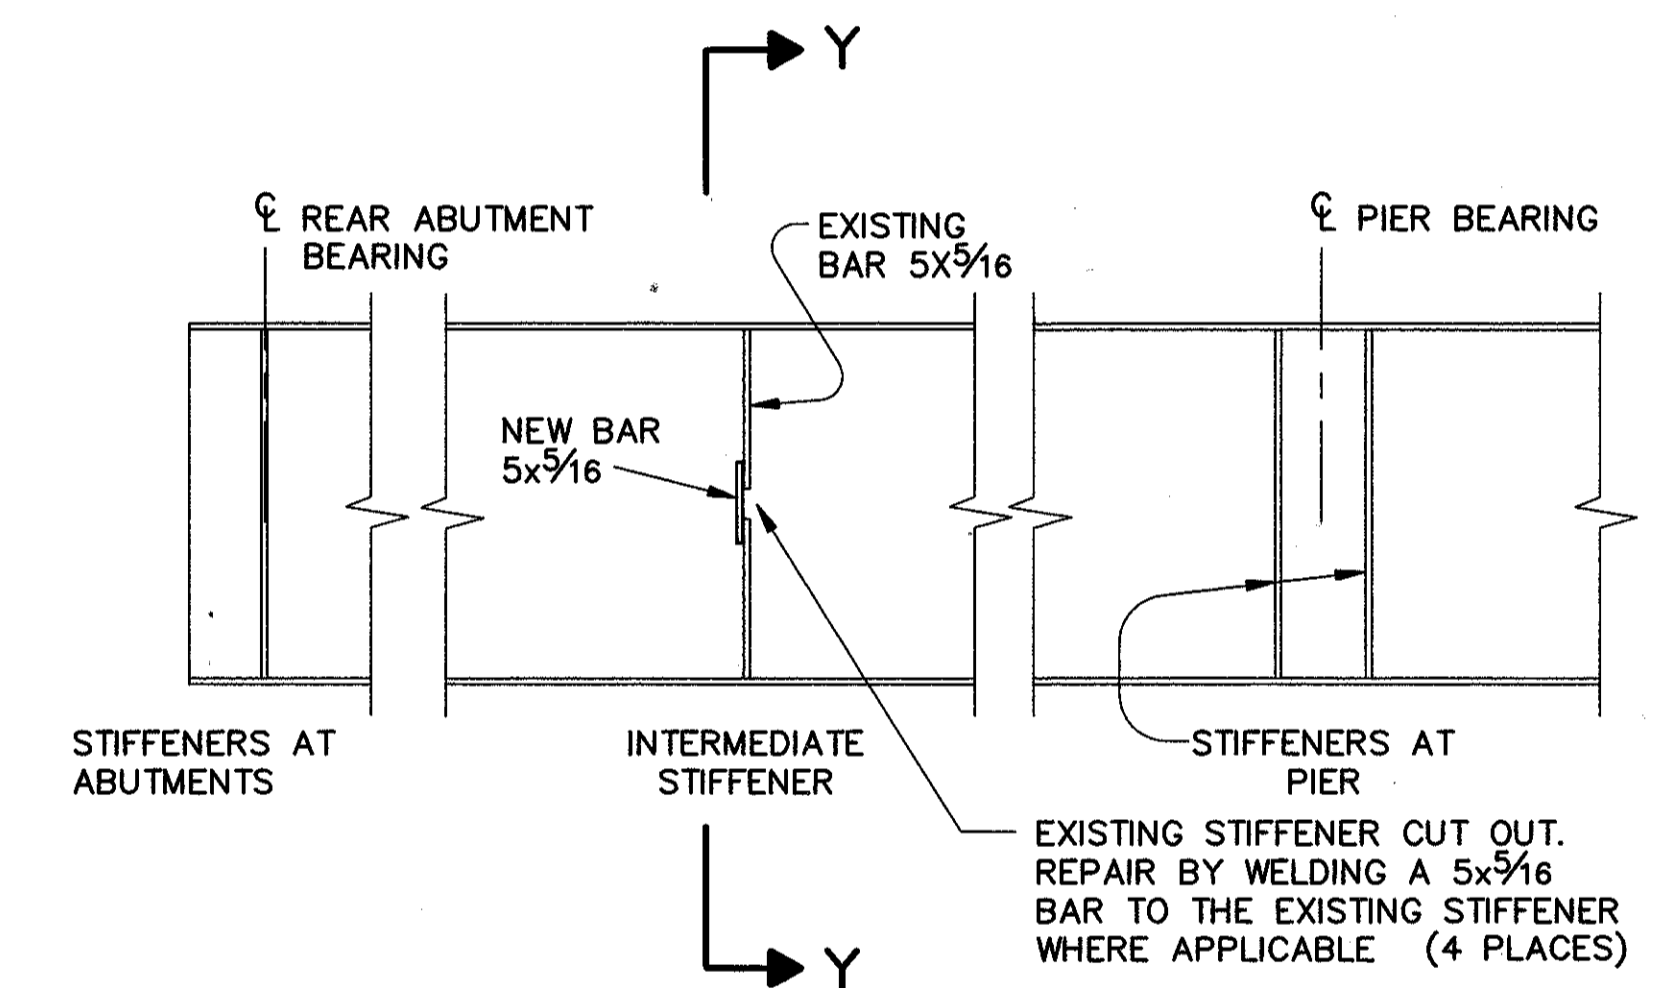 Y
℄ REAR ABUTMENT
BEARING
EXISTING
BAR 5X5/16
℄ PIER BEARING
NEW BAR
5x5/16
STIFFENERS AT
ABUTMENTS
INTERMEDIATE
STIFFENER
STIFFENERS AT
PIER
EXISTING STIFFENER CUT OUT.
REPAIR BY WELDING A 5x5/16
BAR TO THE EXISTING STIFFENER
WHERE APPLICABLE (4 PLACES)
Y